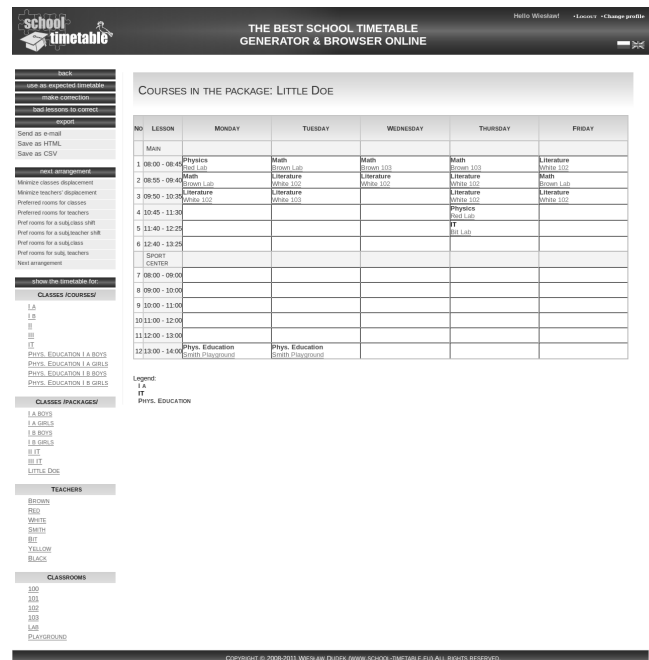 school
timetable
THE BEST SCHOOL TIMETABLE
GENERATOR & BROWSER ONLINE
Hello Wiesław! •Logout •Change profile
back
use as expected timetable
make correction
bad lessons to correct
export
Send as e-mail
Save as HTML
Save as CSV
next arrangement
Minimize classes displacement
Minimize teachers' displacement
Preferred rooms for classes
Preferred rooms for teachers
Pref rooms for a subj,class shift
Pref rooms for a subj,teacher shift
Pref rooms for subj,class
Pref rooms for subj, teachers
Next arrangement
show the timetable for:
Classes /courses/
I A
I B
II
III
IT
Phys. Education I A boys
Phys. Education I A girls
Phys. Education I B boys
Phys. Education I B girls
Classes /packages/
I A boys
I A girls
I B boys
I B girls
II IT
III IT
Little Doe
Teachers
Brown
Red
White
Smith
Bit
Yellow
Black
Classrooms
100
101
102
103
Lab
Playground
Courses in the package: Little Doe
No Lesson Monday Tuesday Wednesday Thursday Friday
Main
1 08:00 - 08:45 Physics Math Math Math Literature
Red Lab Brown Lab Brown 103 Brown 103 White 102
2 08:55 - 09:40 Math Literature Literature Literature Math
Brown Lab White 102 White 102 White 102 Brown Lab
3 09:50 - 10:35 Literature Literature Literature Literature
White 102 White 103 White 102 White 102
4 10:45 - 11:30 Physics
Red Lab
5 11:40 - 12:25 IT
Bit Lab
6 12:40 - 13:25
Sport
center
7 08:00 - 09:00
8 09:00 - 10:00
9 10:00 - 11:00
10 11:00 - 12:00
11 12:00 - 13:00
12 13:00 - 14:00 Phys. Education Phys. Education
Smith Playground Smith Playground
Legend:
I A
IT
Phys. Education
Copyright © 2008-2011 Wiesław Dudek (www.school-timetable.eu) All rights reserved